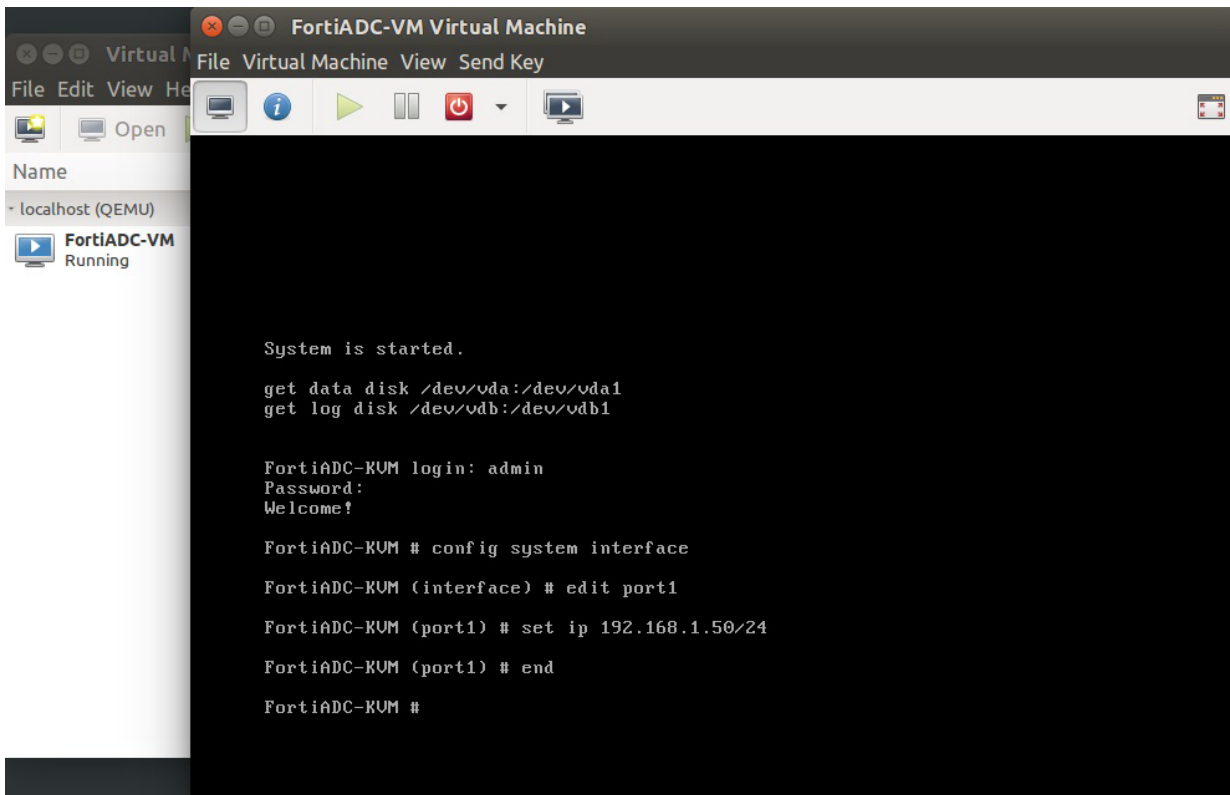 Virtual M
File Edit View He
Open
Name
localhost (QEMU)
FortiADC-VM
Running
FortiADC-VM Virtual Machine
File Virtual Machine View Send Key
System is started.
get data disk /dev/vda:/dev/vda1
get log disk /dev/vdb:/dev/vdb1
FortiADC-KVM login: admin
Password:
Welcome!
FortiADC-KVM # config system interface
FortiADC-KVM (interface) # edit port1
FortiADC-KVM (port1) # set ip 192.168.1.50/24
FortiADC-KVM (port1) # end
FortiADC-KVM #